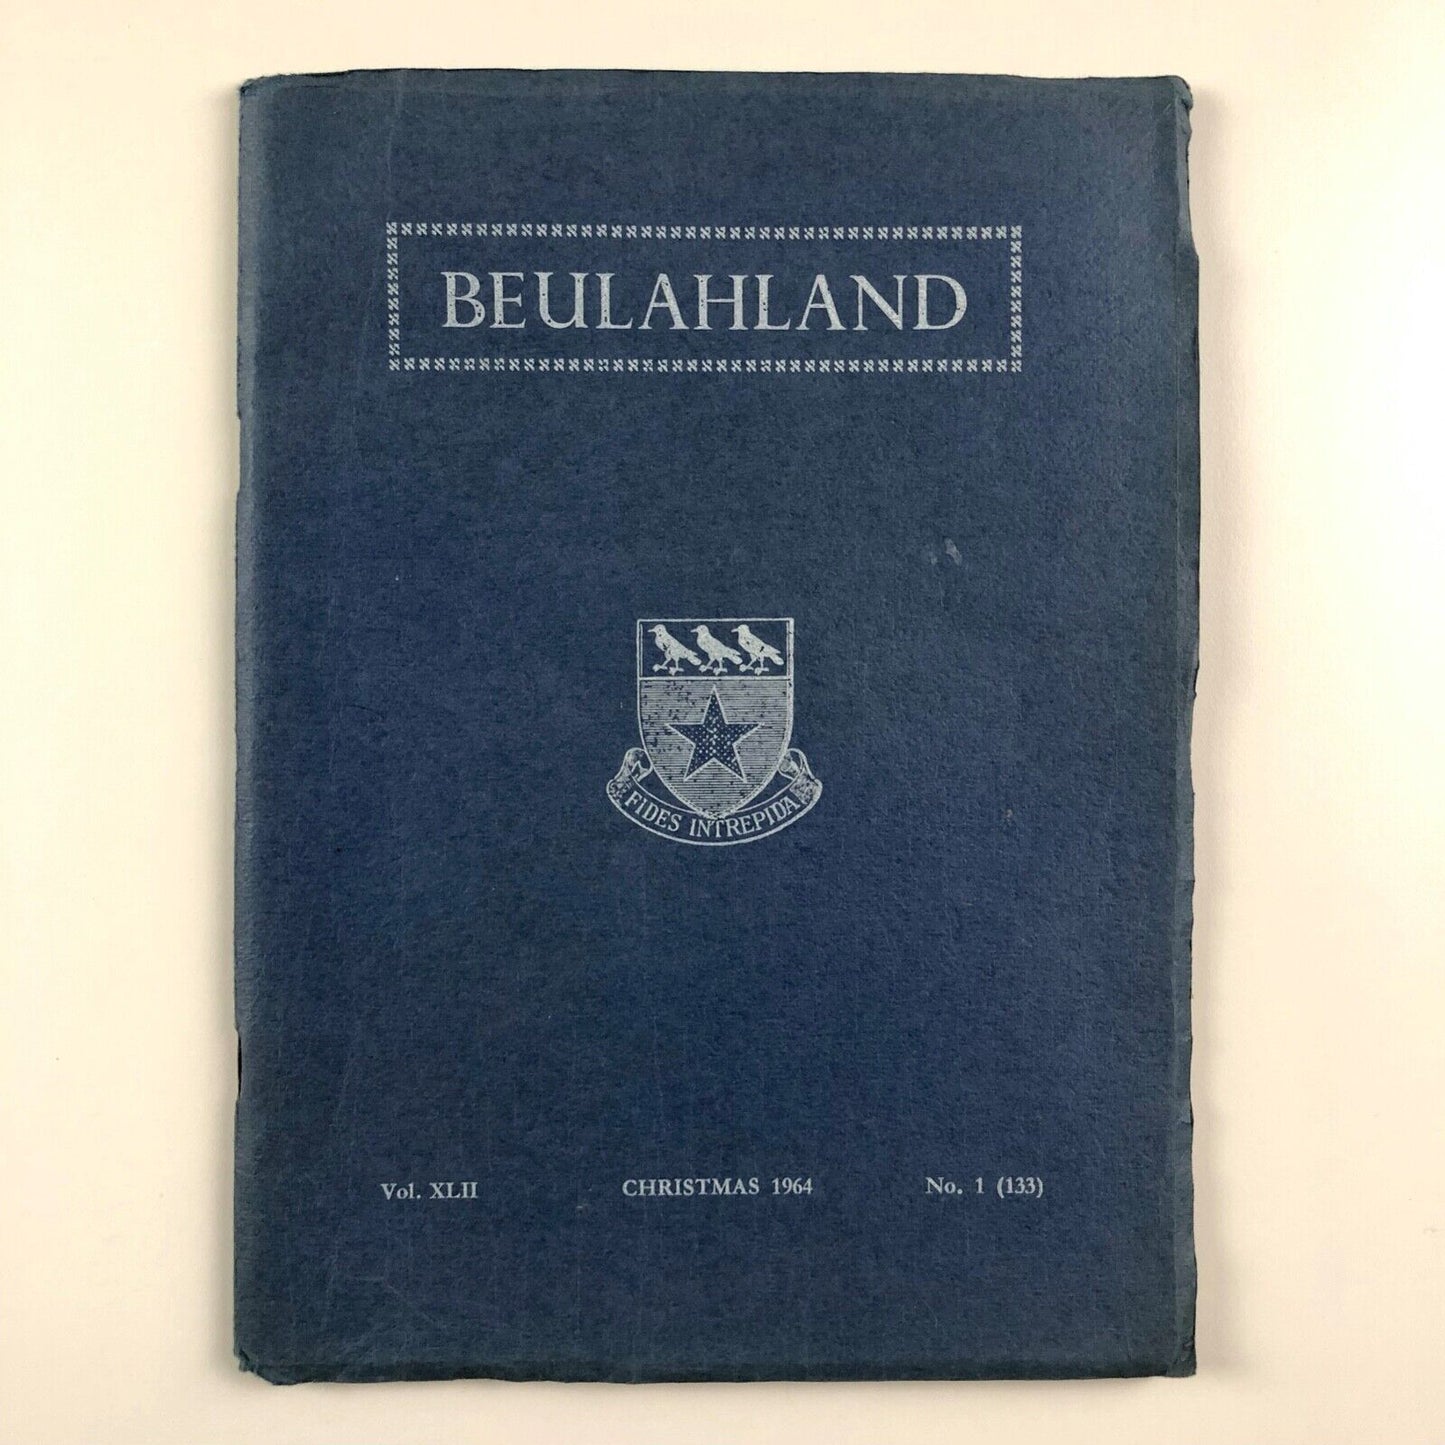 BEULAHLAND
FIDES INTREPIDA
Vol. XLII CHRISTMAS 1964 No. 1 (133)